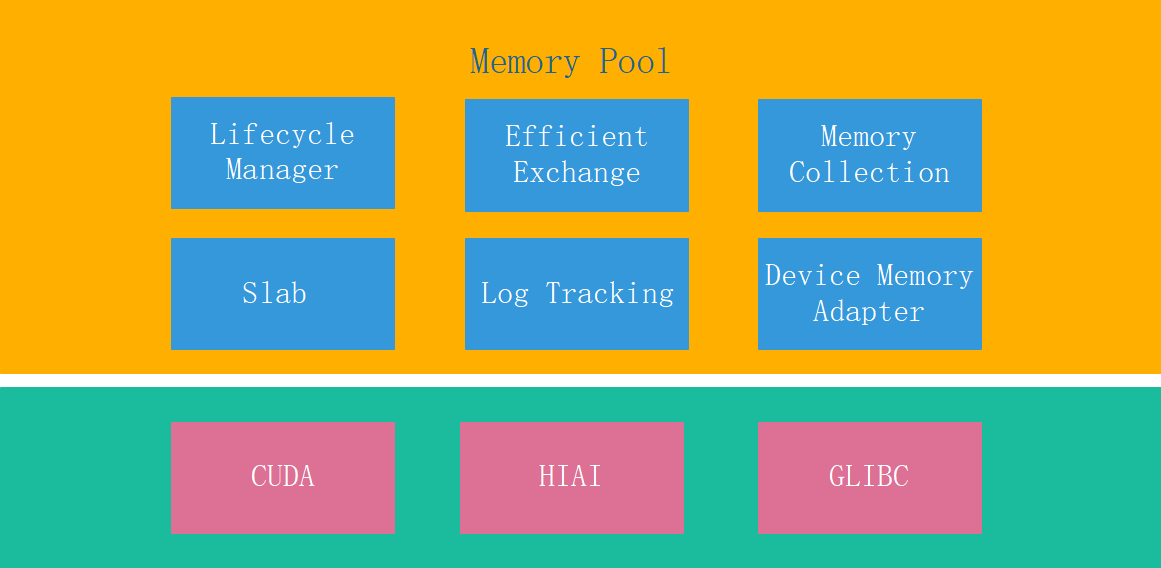 Memory Pool
Lifecycle
Manager
Efficient
Exchange
Memory
Collection
Slab
Log Tracking
Device Memory
Adapter
CUDA
HIAI
GLIBC